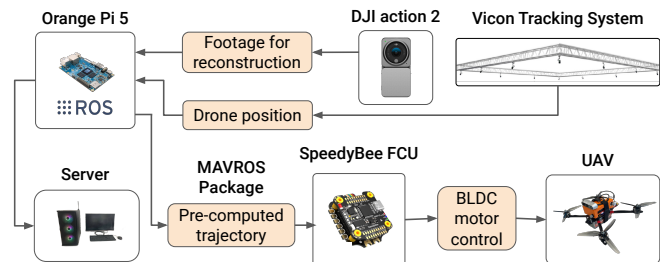 Orange Pi 5
DJI action 2
Vicon Tracking System
Footage for
reconstruction
ROS
Drone position
Server
MAVROS
Package
SpeedyBee FCU
UAV
Pre-computed
trajectory
BLDC
motor
control